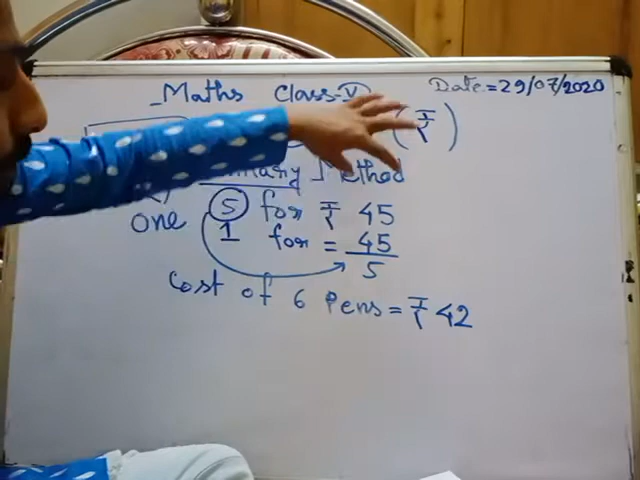 Maths Class-V Date=29/07/2020
(₹)
Method
one 5 for ₹ 45
1 for = 45/5
Cost of 6 Pens = ₹ 42